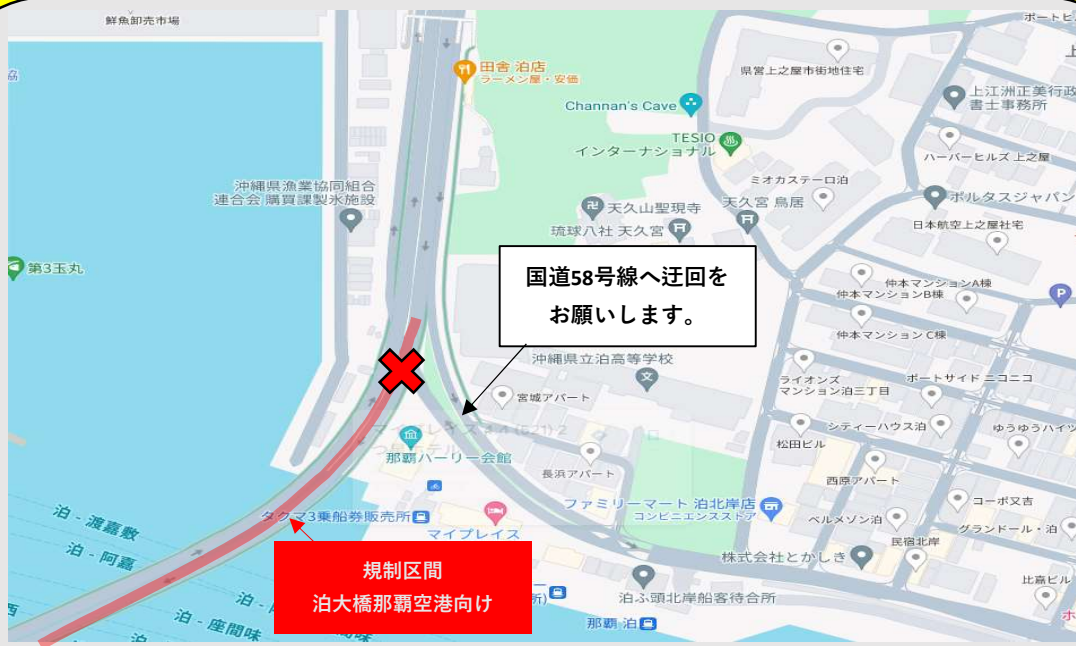 鮮魚卸売市場
ポートヒ
田舎 泊店
ラーメン屋・安価
県営上之屋市街地住宅
Channan's Cave
上江洲正美行政
書士事務所
TESIO
インターナショナル
ハーバーヒルズ 上之屋
沖縄県漁業協同組合
連合会 購買課製氷施設
ミオカステーロ泊
ポルタスジャパン
天久山聖現寺
天久宮 鳥居
琉球八社 天久宮
日本航空上之屋社宅
第3玉丸
国道58号線へ迂回を
お願いします。
仲本マンションA棟
仲本マンションB棟
P
仲本マンションC棟
沖縄県立泊高等学校
ライオンズ
マンション泊三丁目
ポートサイド ニコニコ
宮城アパート
シティーハウス泊
ゆうゆうハイツ
松田ビル
那覇ハーリー会館
長浜アパート
西原アパート
ファミリーマート 泊北岸店
コンビニエンスストア
コーポ又吉
泊 - 渡嘉敷
タクマ3乗船券販売所
マイプレイス
ベルメゾン泊
グランドール・泊
民宿北岸
泊 - 阿嘉
株式会社とかしき
規制区間
泊大橋那覇空港向け
比嘉ビル
泊ふ頭北岸船客待合所
泊 - 座間味
間味
那覇 泊